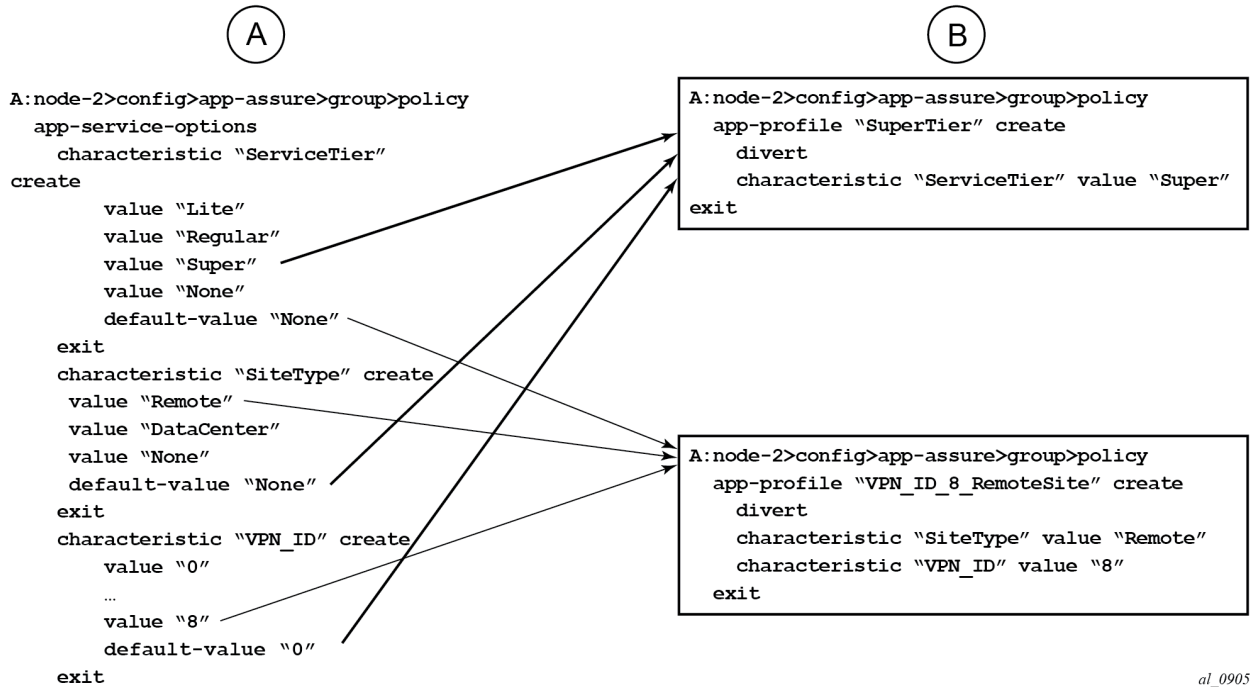 A
A:node-2>config>app-assure>group>policy
app-service-options
characteristic “ServiceTier”
create
value “Lite”
value “Regular”
value “Super”
value “None”
default-value “None”
exit
characteristic “SiteType” create
value “Remote”
value “DataCenter”
value “None”
default-value “None”
exit
characteristic “VPN_ID” create
value “0”
…
value “8”
default-value “0”
exit
B
A:node-2>config>app-assure>group>policy
app-profile “SuperTier” create
divert
characteristic “ServiceTier” value “Super”
exit
A:node-2>config>app-assure>group>policy
app-profile “VPN_ID_8_RemoteSite” create
divert
characteristic “SiteType” value “Remote”
characteristic “VPN_ID” value “8”
exit
al_0905